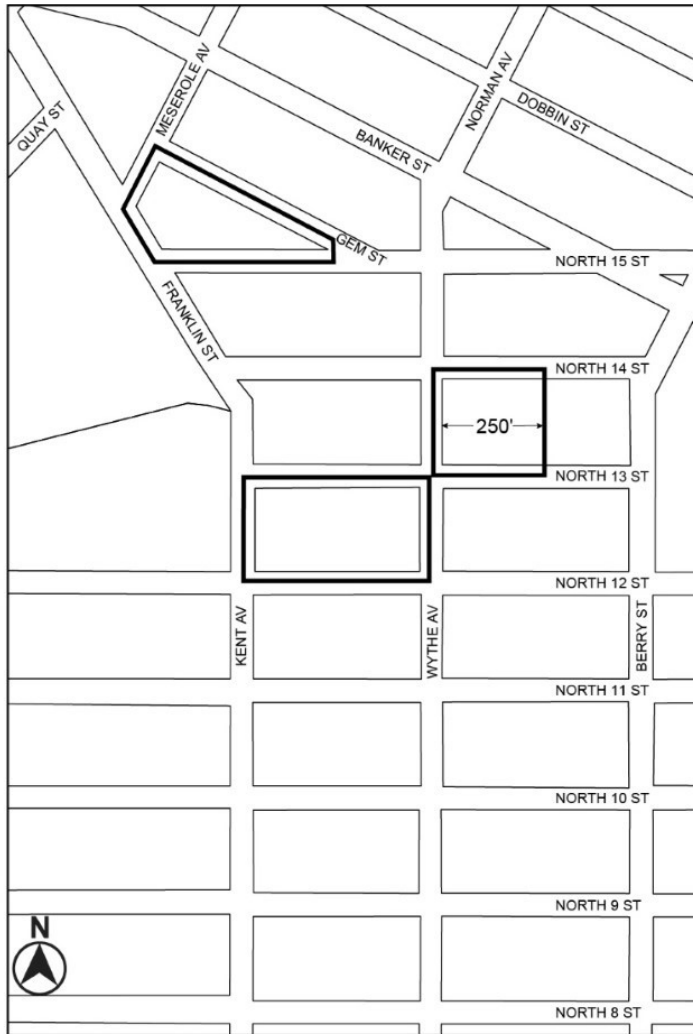 MESEROLE AV
NORMAN AV
QUAY ST
DOBBIN ST
BANKER ST
GEM ST
NORTH 15 ST
FRANKLIN ST
NORTH 14 ST
250'
NORTH 13 ST
NORTH 12 ST
KENT AV
WYTHE AV
BERRY ST
NORTH 11 ST
NORTH 10 ST
NORTH 9 ST
N
NORTH 8 ST